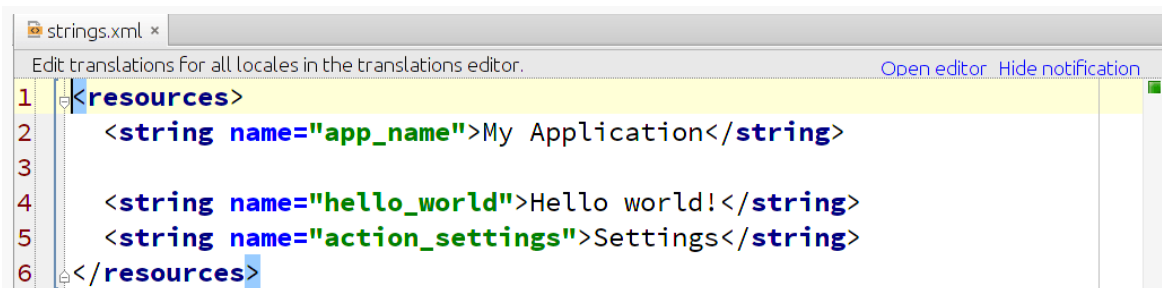 strings.xml ×
Edit translations for all locales in the translations editor. Open editor Hide notification
1 <resources>
2 <string name="app_name">My Application</string>
3
4 <string name="hello_world">Hello world!</string>
5 <string name="action_settings">Settings</string>
6 </resources>